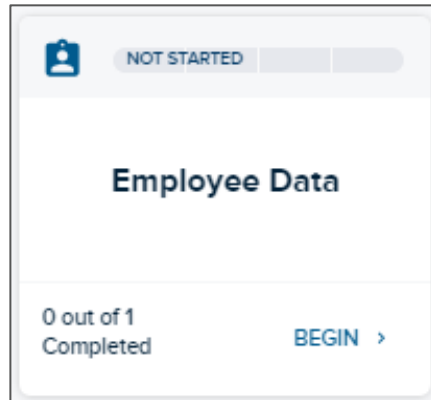 NOT STARTED
Employee Data
0 out of 1
Completed
BEGIN >